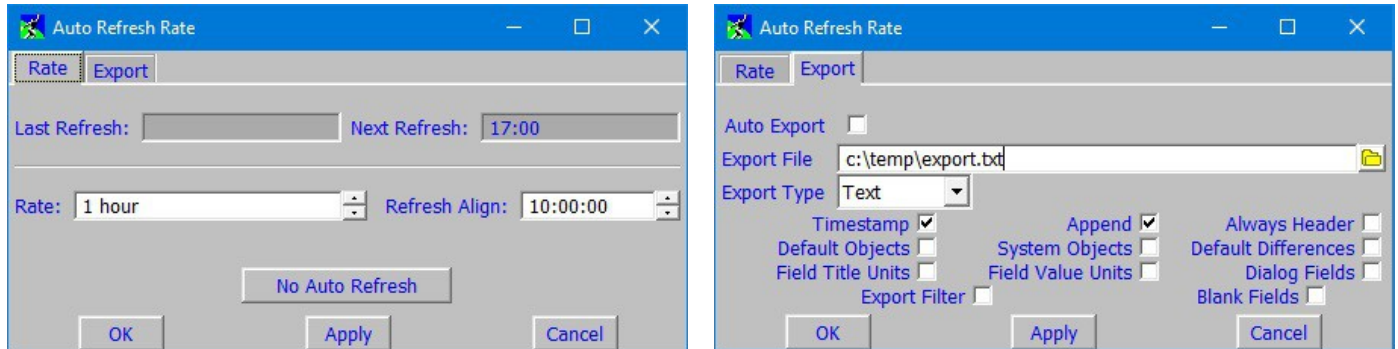 Auto Refresh Rate
Rate Export
Last Refresh: Next Refresh: 17:00
Rate: 1 hour Refresh Align: 10:00:00
No Auto Refresh
OK Apply Cancel
Auto Refresh Rate
Rate Export
Auto Export
Export File c:\temp\export.txt
Export Type Text
Timestamp Append Always Header
Default Objects System Objects Default Differences
Field Title Units Field Value Units Dialog Fields
Export Filter Blank Fields
OK Apply Cancel